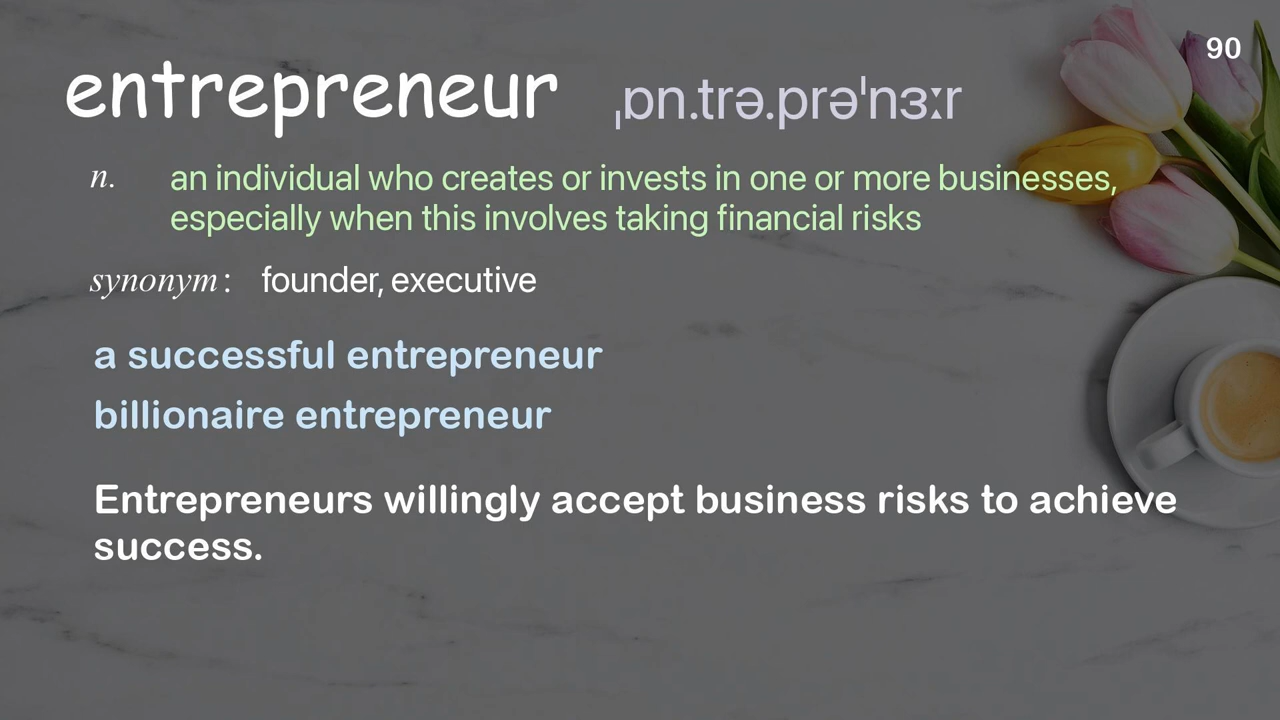 90
entrepreneur ˌɒn.trə.prəˈnɜːr
n. an individual who creates or invests in one or more businesses,
especially when this involves taking financial risks
synonym: founder, executive
a successful entrepreneur
billionaire entrepreneur
Entrepreneurs willingly accept business risks to achieve
success.